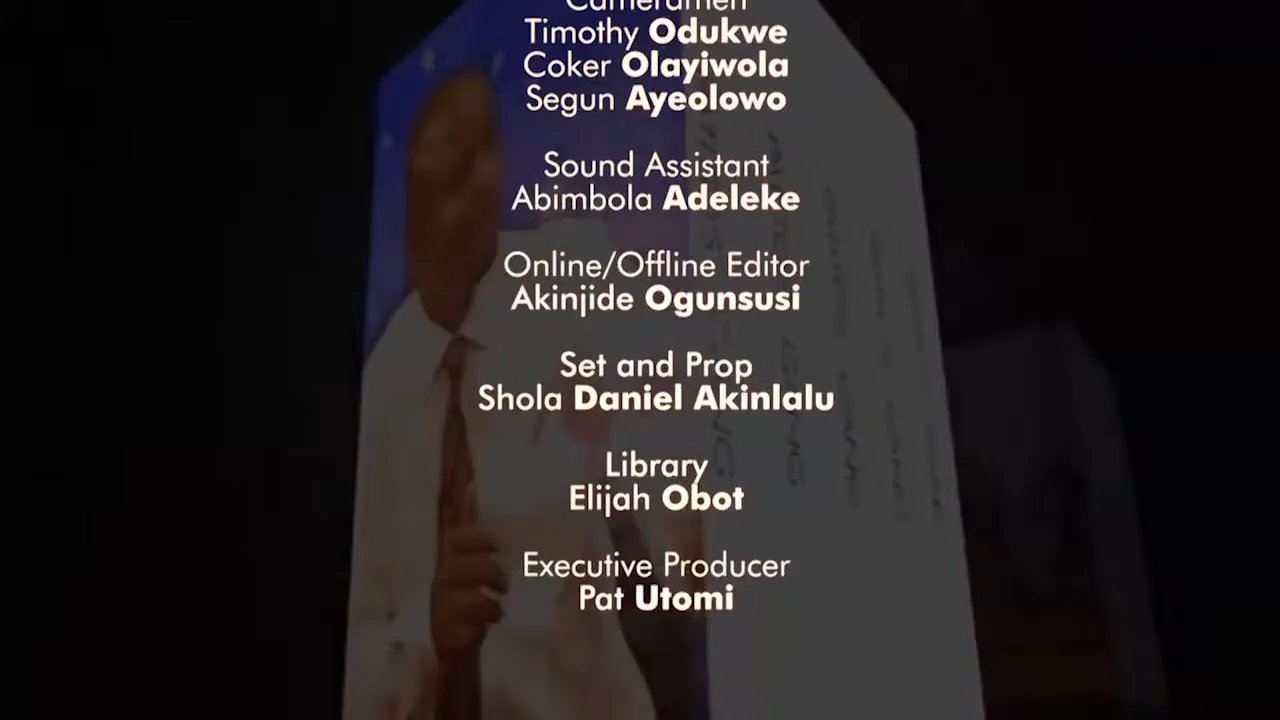 Cameramen
Timothy Odukwe
Coker Olayiwola
Segun Ayeolowo
Sound Assistant
Abimbola Adeleke
Online/Offline Editor
Akinjide Ogunsusi
Set and Prop
Shola Daniel Akinlalu
Library
Elijah Obot
Executive Producer
Pat Utomi